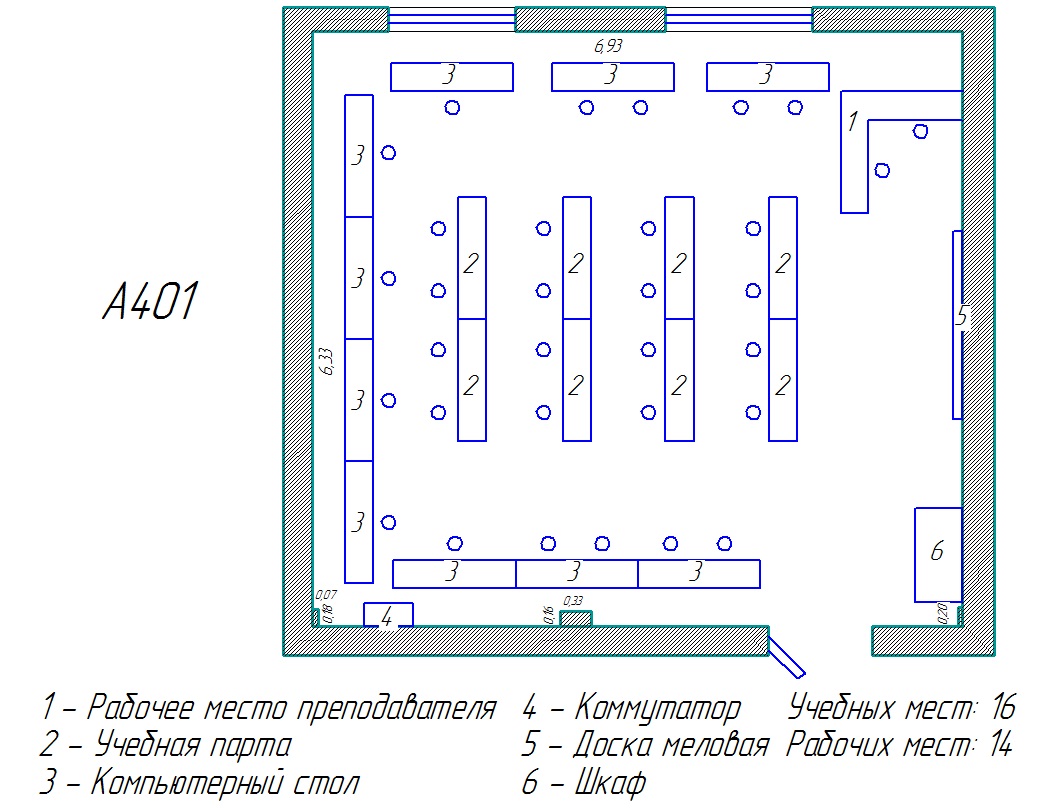 6,93
3 3 3
1
3
2 2 2 2
3
A401
5
6,33
2 2 2 2
3
3
6
3 3 3
0,07
0,18
4
0,16
0,33
0,20
1 - Рабочее место преподавателя 4 - Коммутатор Учебных мест: 16
2 - Учебная парта 5 - Доска меловая Рабочих мест: 14
3 - Компьютерный стол 6 - Шкаф